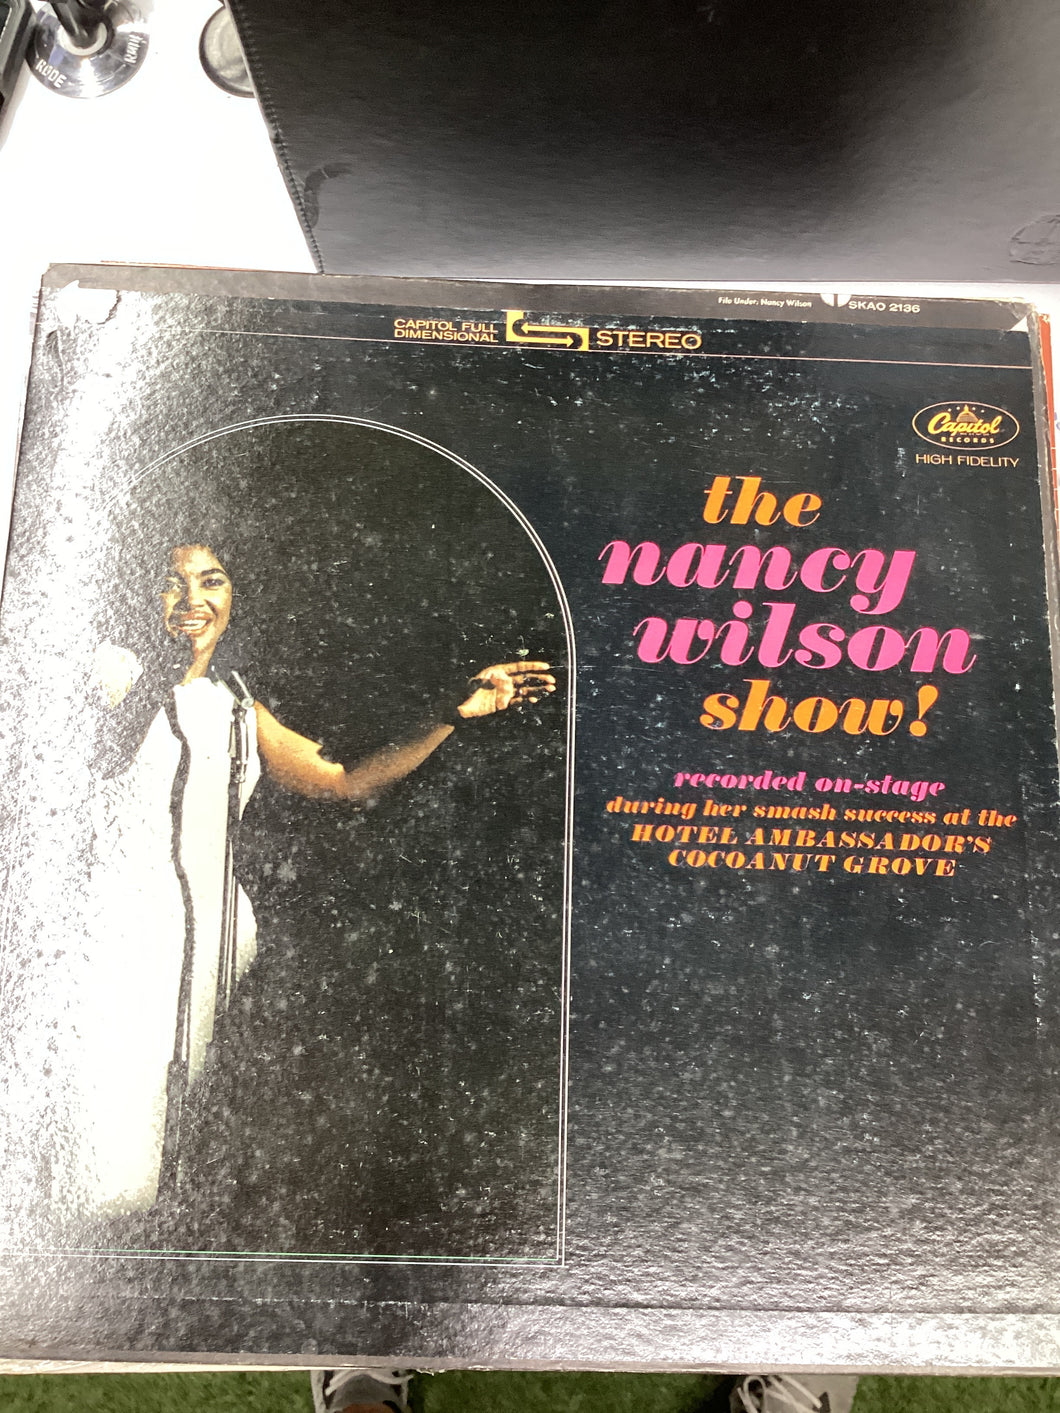 RØDE
File Under: Nancy Wilson
SKAO 2136
CAPITOL FULL
DIMENSIONAL
STEREO
Capitol
RECORDS
HIGH FIDELITY
the
nancy
wilson
show!
recorded on-stage
during her smash success at the
HOTEL AMBASSADOR'S
COCOANUT GROVE